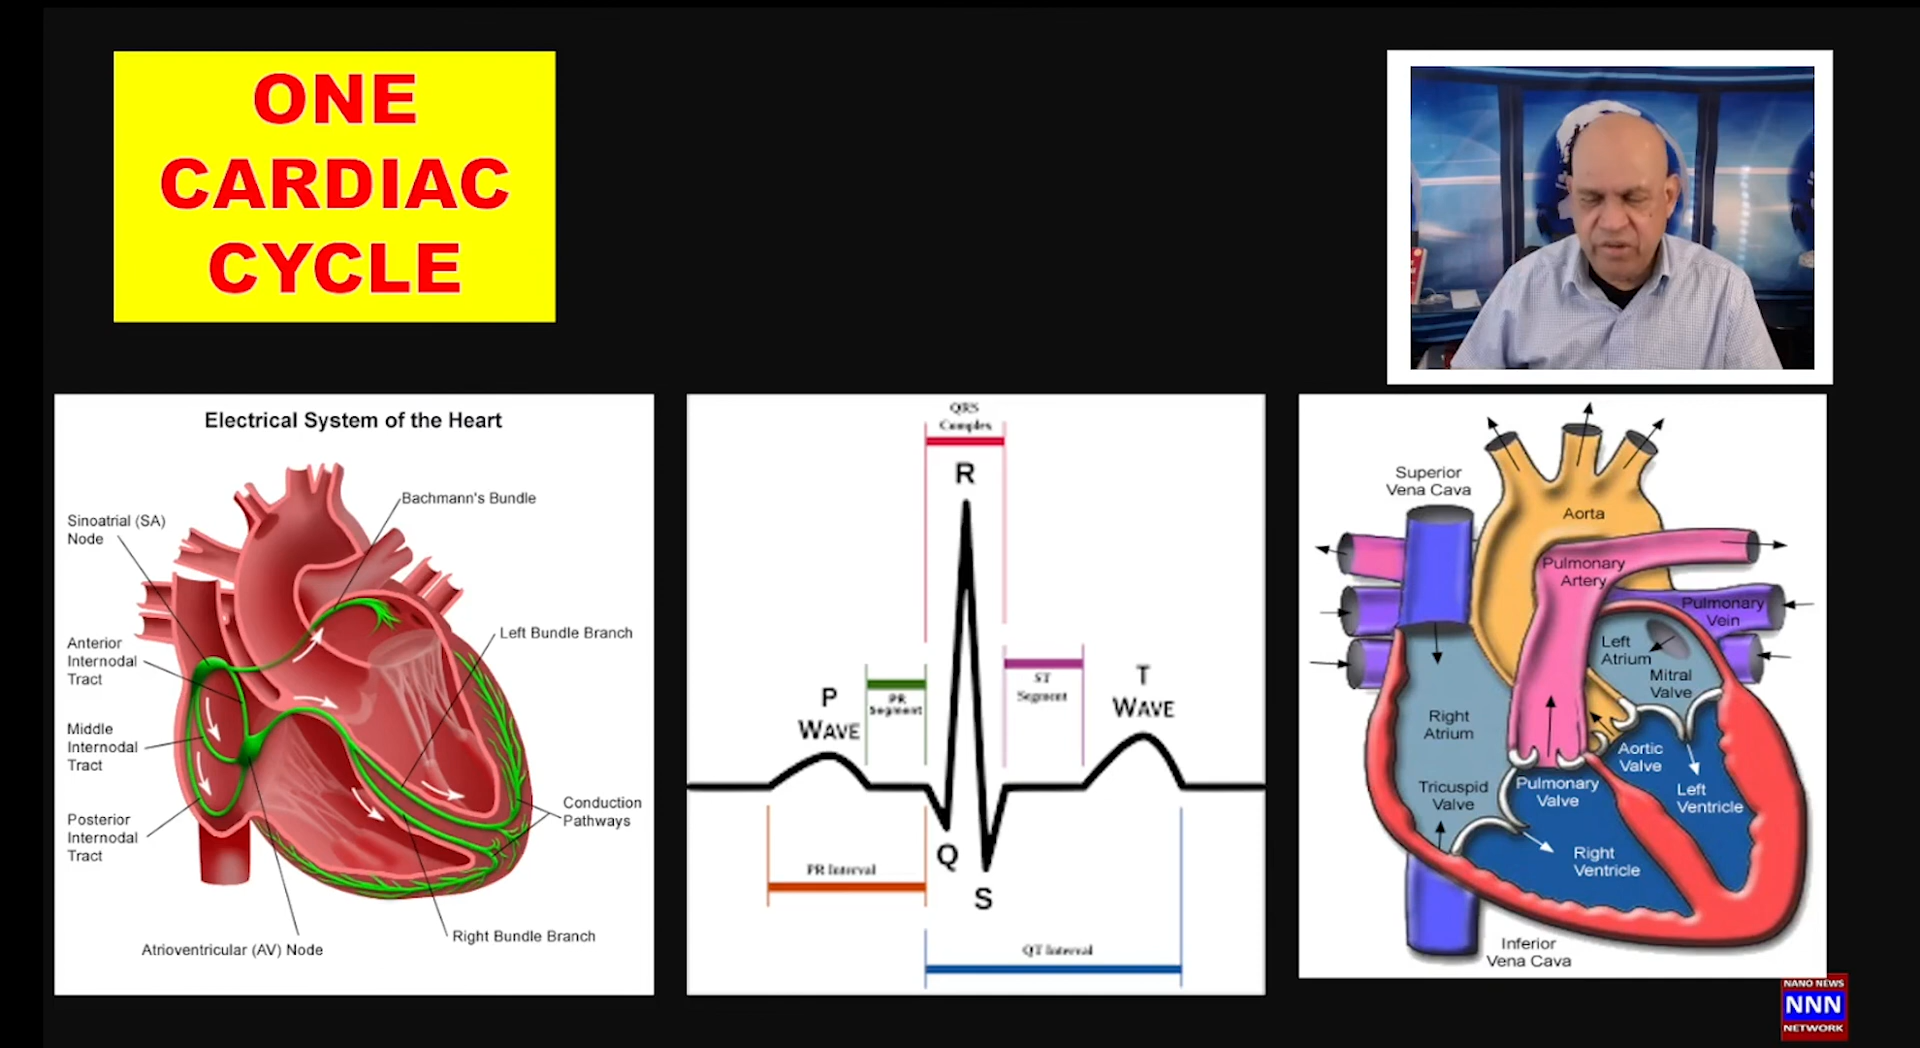 ONE
CARDIAC
CYCLE
Electrical System of the Heart
Bachmann's Bundle
Sinoatrial (SA)
Node
Left Bundle Branch
Anterior
Internodal
Tract
Middle
Internodal
Tract
Posterior
Internodal
Tract
Conduction
Pathways
Right Bundle Branch
Atrioventricular (AV) Node
QRS
Complex
R
P
WAVE
PR
Segment
ST
Segment
T
WAVE
Q
S
PR Interval
QT Interval
Superior
Vena Cava
Aorta
Pulmonary
Artery
Pulmonary
Vein
Left
Atrium
Mitral
Valve
Right
Atrium
Aortic
Valve
Tricuspid
Valve
Pulmonary
Valve
Left
Ventricle
Right
Ventricle
Inferior
Vena Cava
NANO NEWS
NNN
NETWORK